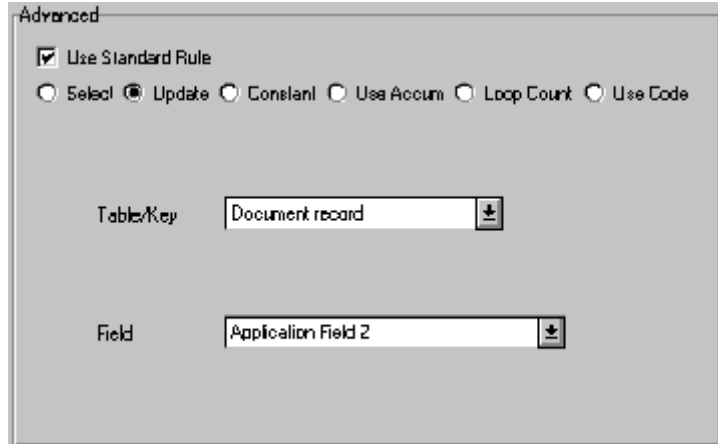 Advanced
Use Standard Rule
Select Update Constant Use Accum Loop Count Use Code
Table/Key Document record
Field Application Field 2